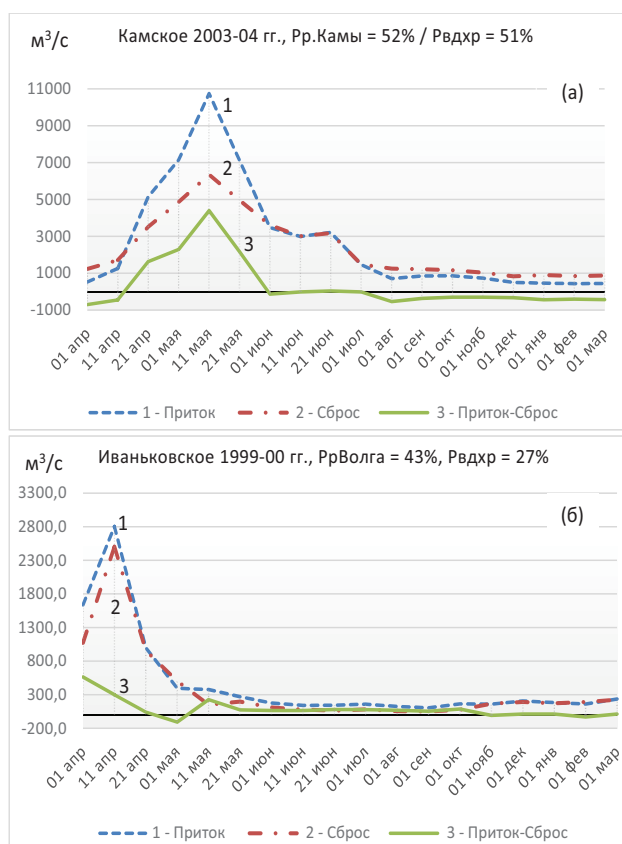 м³/с
Камское 2003-04 гг., Рр.Камы = 52% / Рвдхр = 51%
(а)
11000
9000
7000
5000
3000
1000
-1000
1
2
3
01 апр
11 апр
21 апр
01 мая
11 мая
21 мая
01 июн
11 июн
21 июн
01 июл
01 авг
01 сен
01 окт
01 нояб
01 дек
01 янв
01 фев
01 мар
1 - Приток 2 - Сброс 3 - Приток-Сброс
м³/с
Иваньковское 1999-00 гг., РрВолга = 43%, Рвдхр = 27%
(б)
3300,0
2800,0
2300,0
1800,0
1300,0
800,0
300,0
-200,0
1
2
3
01 апр
11 апр
21 апр
01 мая
11 мая
21 мая
01 июн
11 июн
21 июн
01 июл
01 авг
01 сен
01 окт
01 нояб
01 дек
01 янв
01 фев
01 мар
1 - Приток 2 - Сброс 3 - Приток-Сброс